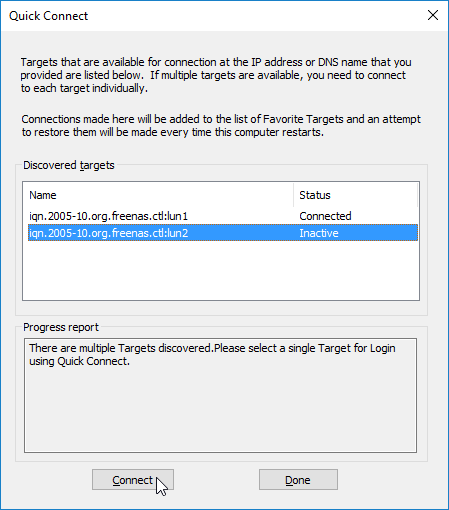 Quick Connect
Targets that are available for connection at the IP address or DNS name that you
provided are listed below.  If multiple targets are available, you need to connect
to each target individually.
Connections made here will be added to the list of Favorite Targets and an attempt
to restore them will be made every time this computer restarts.
Discovered targets
Name Status
iqn.2005-10.org.freenas.ctl:lun1 Connected
iqn.2005-10.org.freenas.ctl:lun2 Inactive
Progress report
There are multiple Targets discovered.Please select a single Target for Login
using Quick Connect.
Connect Done